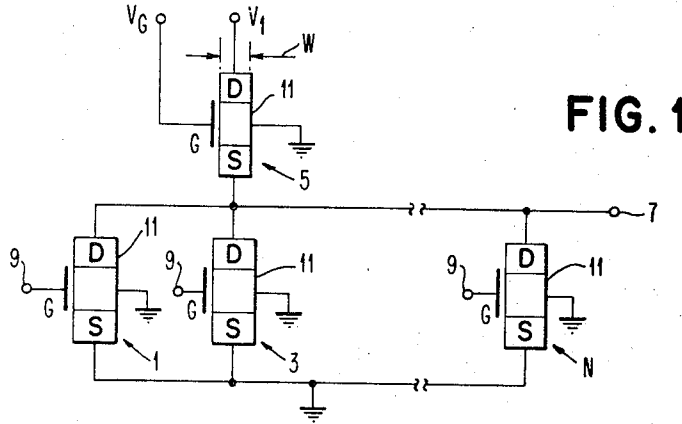 V_G V_1 W
D 11
FIG. 1
G
S
5
7
9 D 11 9 D 11 9 D 11
G G G
S S S
1 3 N